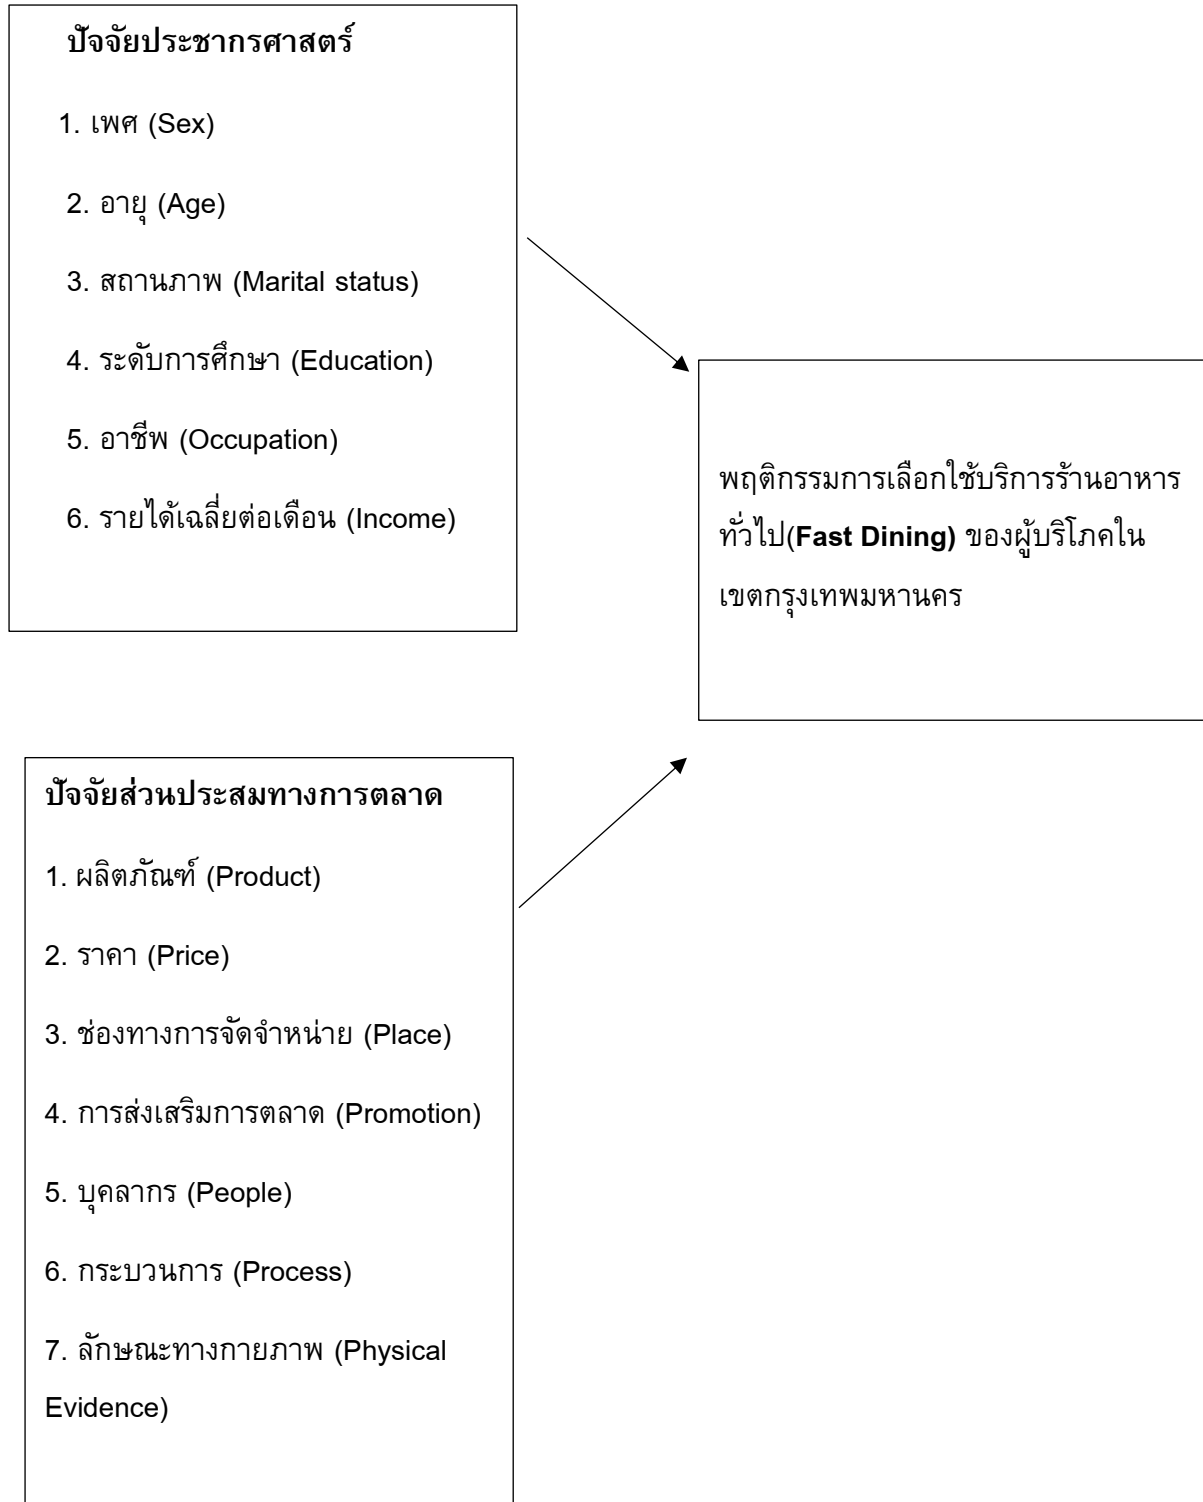 ปัจจัยประชากรศาสตร์
1. เพศ (Sex)
2. อายุ (Age)
3. สถานภาพ (Marital status)
4. ระดับการศึกษา (Education)
5. อาชีพ (Occupation)
6. รายได้เฉลี่ยต่อเดือน (Income)
พฤติกรรมการเลือกใช้บริการร้านอาหาร
ทั่วไป(Fast Dining) ของผู้บริโภคใน
เขตกรุงเทพมหานคร
ปัจจัยส่วนประสมทางการตลาด
1. ผลิตภัณฑ์ (Product)
2. ราคา (Price)
3. ช่องทางการจัดจำหน่าย (Place)
4. การส่งเสริมการตลาด (Promotion)
5. บุคลากร (People)
6. กระบวนการ (Process)
7. ลักษณะทางกายภาพ (Physical
Evidence)